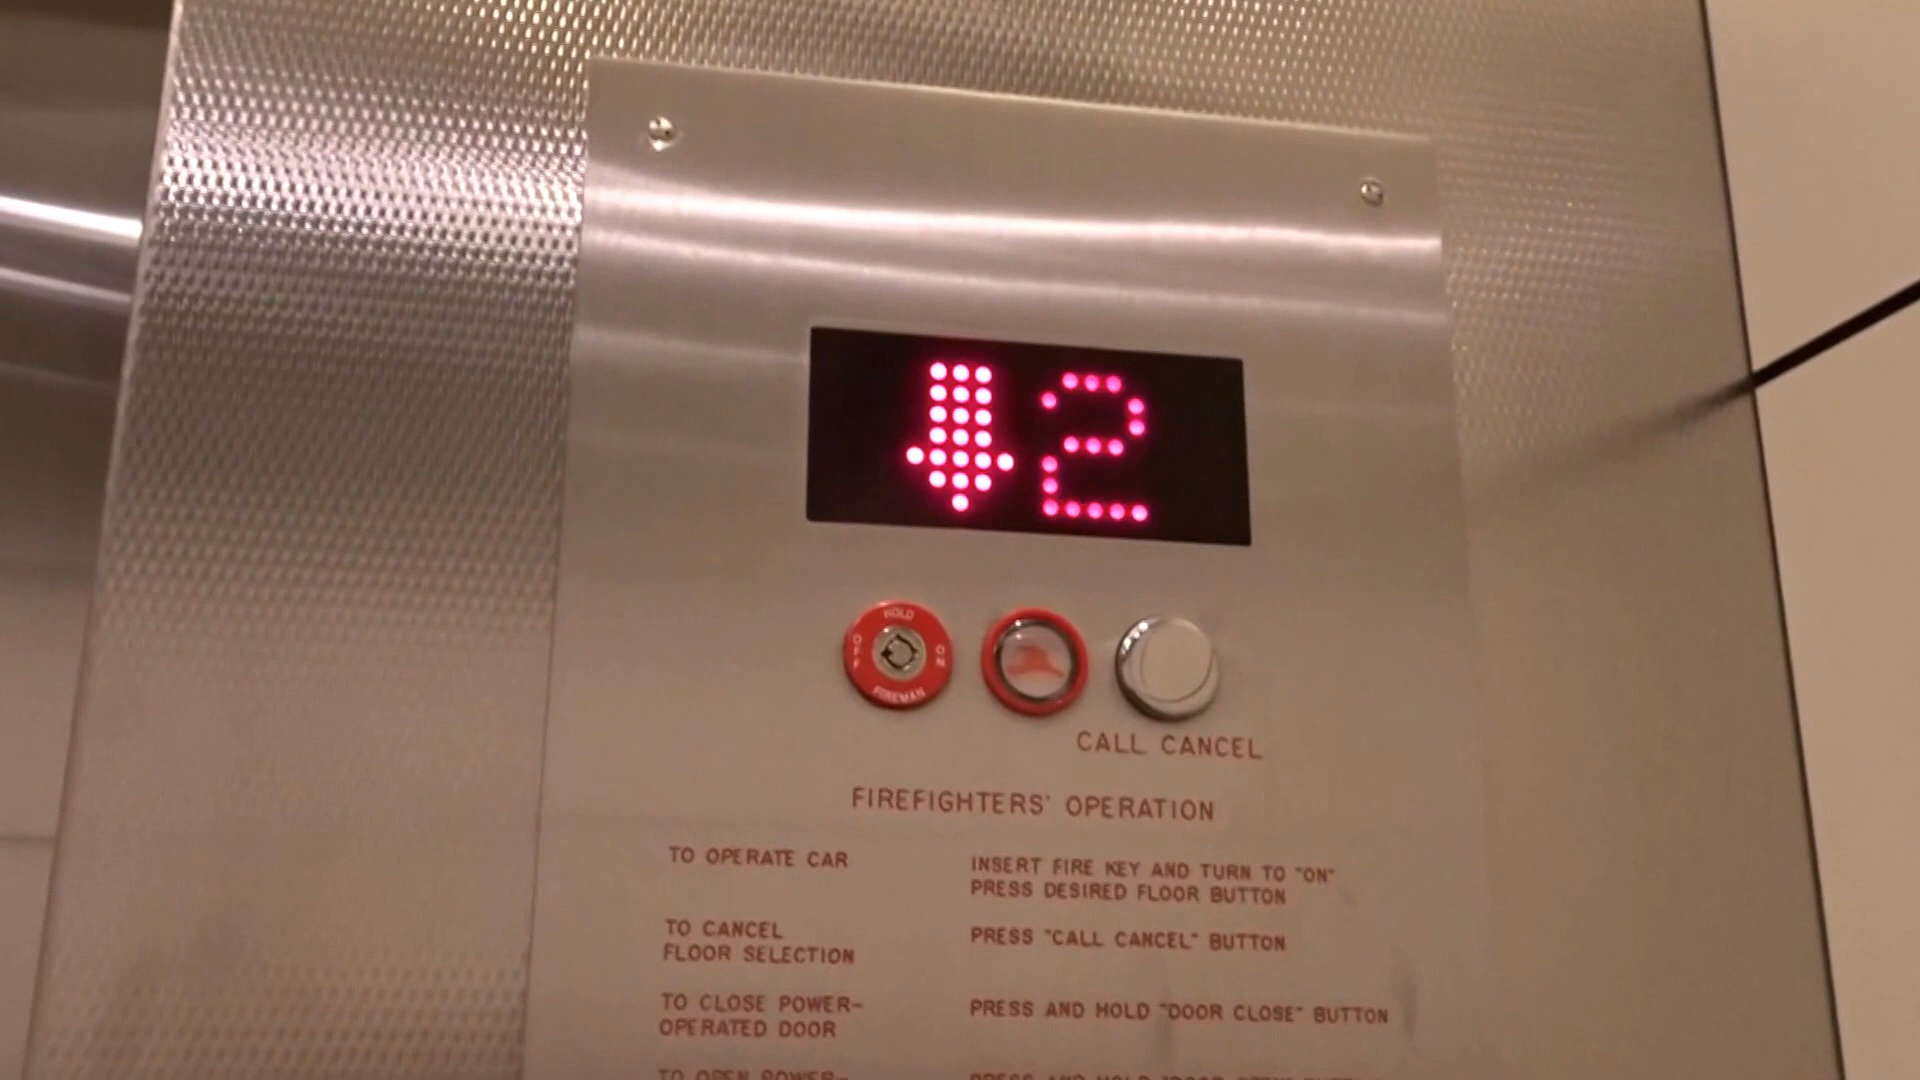 2
HOLD
OFF
ON
FIREMAN
CALL CANCEL
FIREFIGHTERS' OPERATION
TO OPERATE CAR
INSERT FIRE KEY AND TURN TO "ON"
PRESS DESIRED FLOOR BUTTON
TO CANCEL
FLOOR SELECTION
PRESS "CALL CANCEL" BUTTON
TO CLOSE POWER-
OPERATED DOOR
PRESS AND HOLD "DOOR CLOSE" BUTTON
TO OPEN POWER-